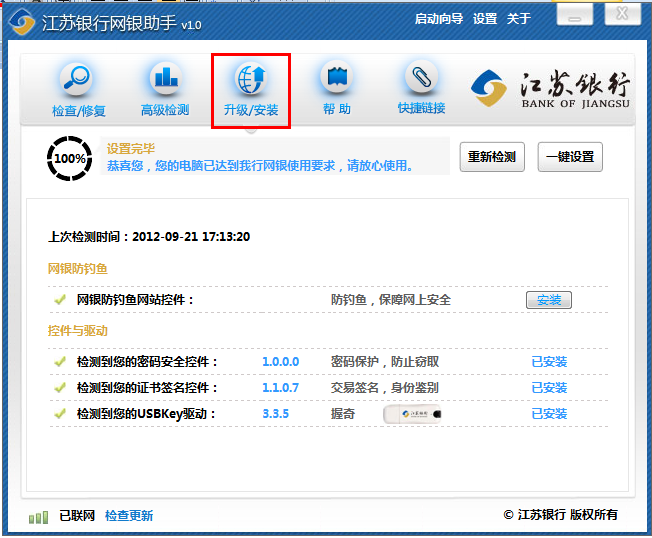 江苏银行网银助手 v1.0
启动向导 设置 关于
检查/修复 高级检测 升级/安装 帮 助 快捷链接
江苏银行
BANK OF JIANGSU
100%
设置完毕
恭喜您，您的电脑已达到我行网银使用要求，请放心使用。
重新检测 一键设置
上次检测时间：2012-09-21 17:13:20
网银防钓鱼
网银防钓鱼网站控件： 防钓鱼，保障网上安全 安装
控件与驱动
检测到您的密码安全控件： 1.0.0.0 密码保护，防止窃取 已安装
检测到您的证书签名控件： 1.1.0.7 交易签名，身份鉴别 已安装
检测到您的USBKey驱动： 3.3.5 握奇 江苏银行 已安装
已联网 检查更新 © 江苏银行 版权所有